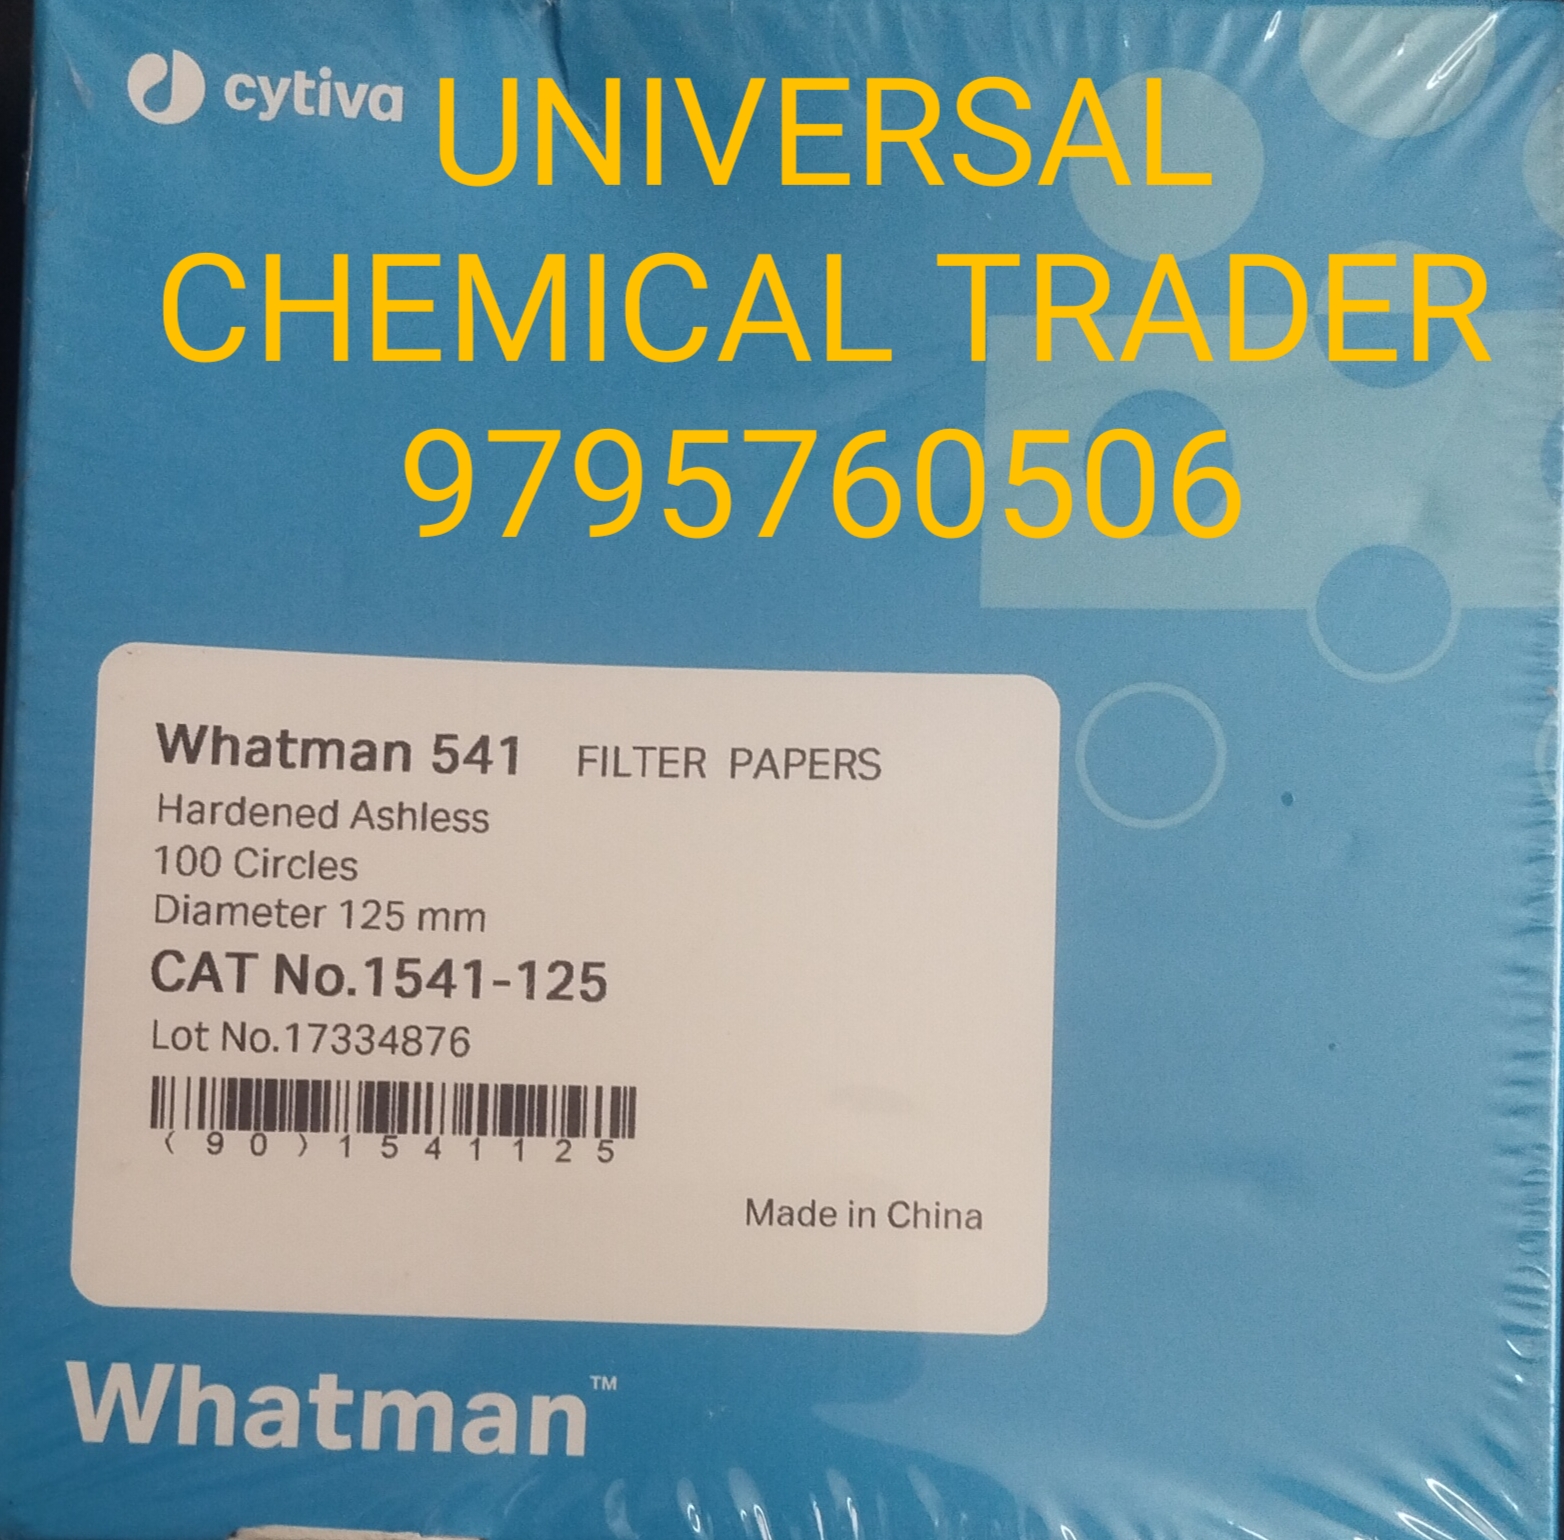 cytiva
UNIVERSAL
CHEMICAL TRADER
9795760506
Whatman 541 FILTER PAPERS
Hardened Ashless
100 Circles
Diameter 125 mm
CAT No.1541-125
Lot No.17334876
(90)1541125
Made in China
Whatman™